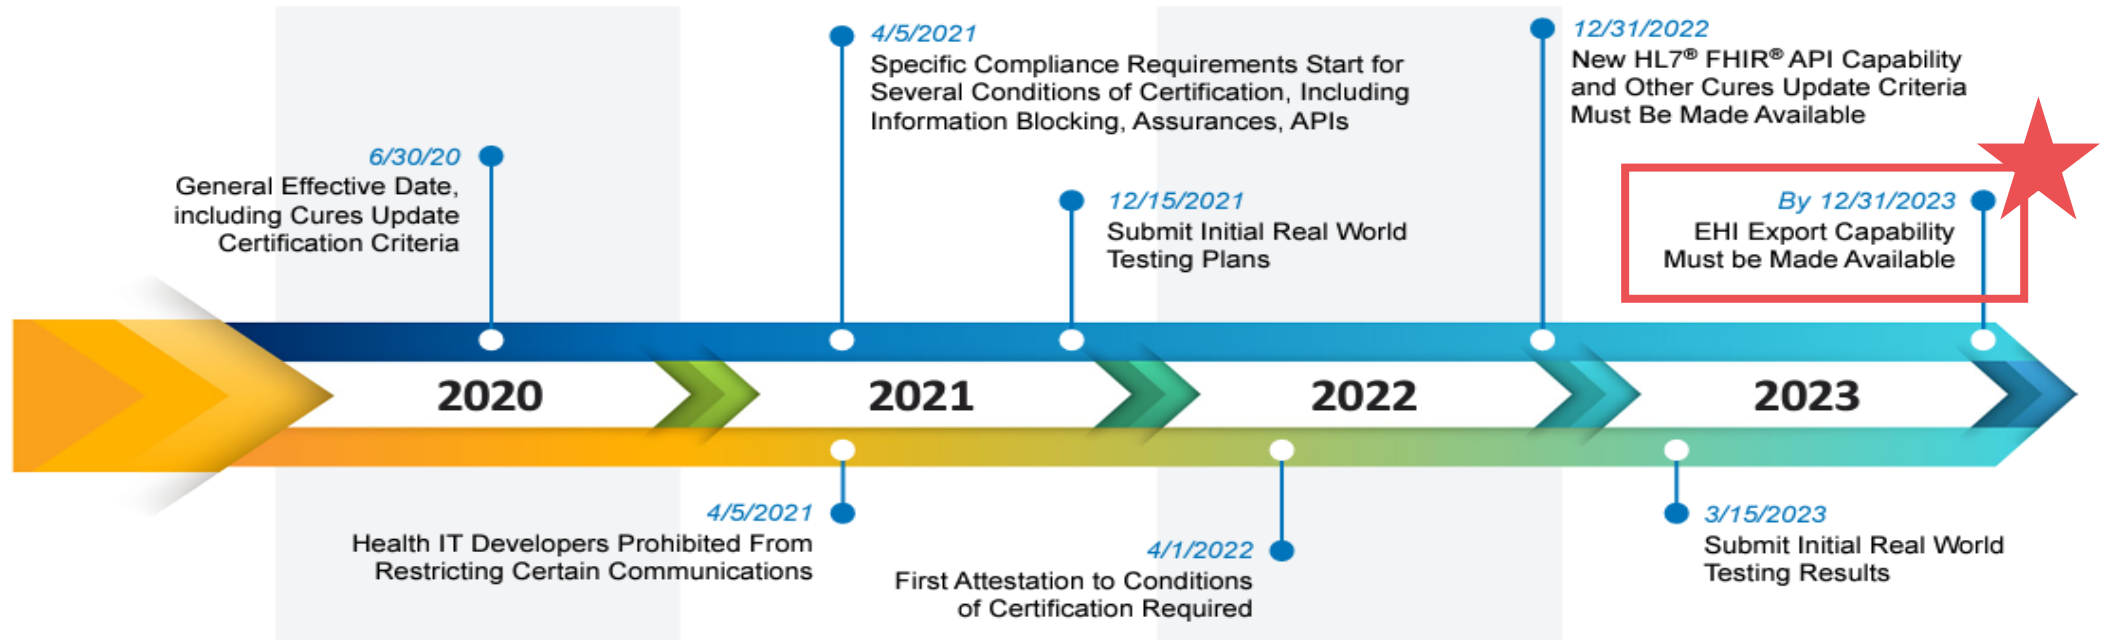 4/5/2021
Specific Compliance Requirements Start for
Several Conditions of Certification, Including
Information Blocking, Assurances, APIs
12/31/2022
New HL7® FHIR® API Capability
and Other Cures Update Criteria
Must Be Made Available
6/30/20
General Effective Date,
including Cures Update
Certification Criteria
12/15/2021
Submit Initial Real World
Testing Plans
By 12/31/2023
EHI Export Capability
Must be Made Available
2020
2021
2022
2023
4/5/2021
Health IT Developers Prohibited From
Restricting Certain Communications
4/1/2022
First Attestation to Conditions
of Certification Required
3/15/2023
Submit Initial Real World
Testing Results